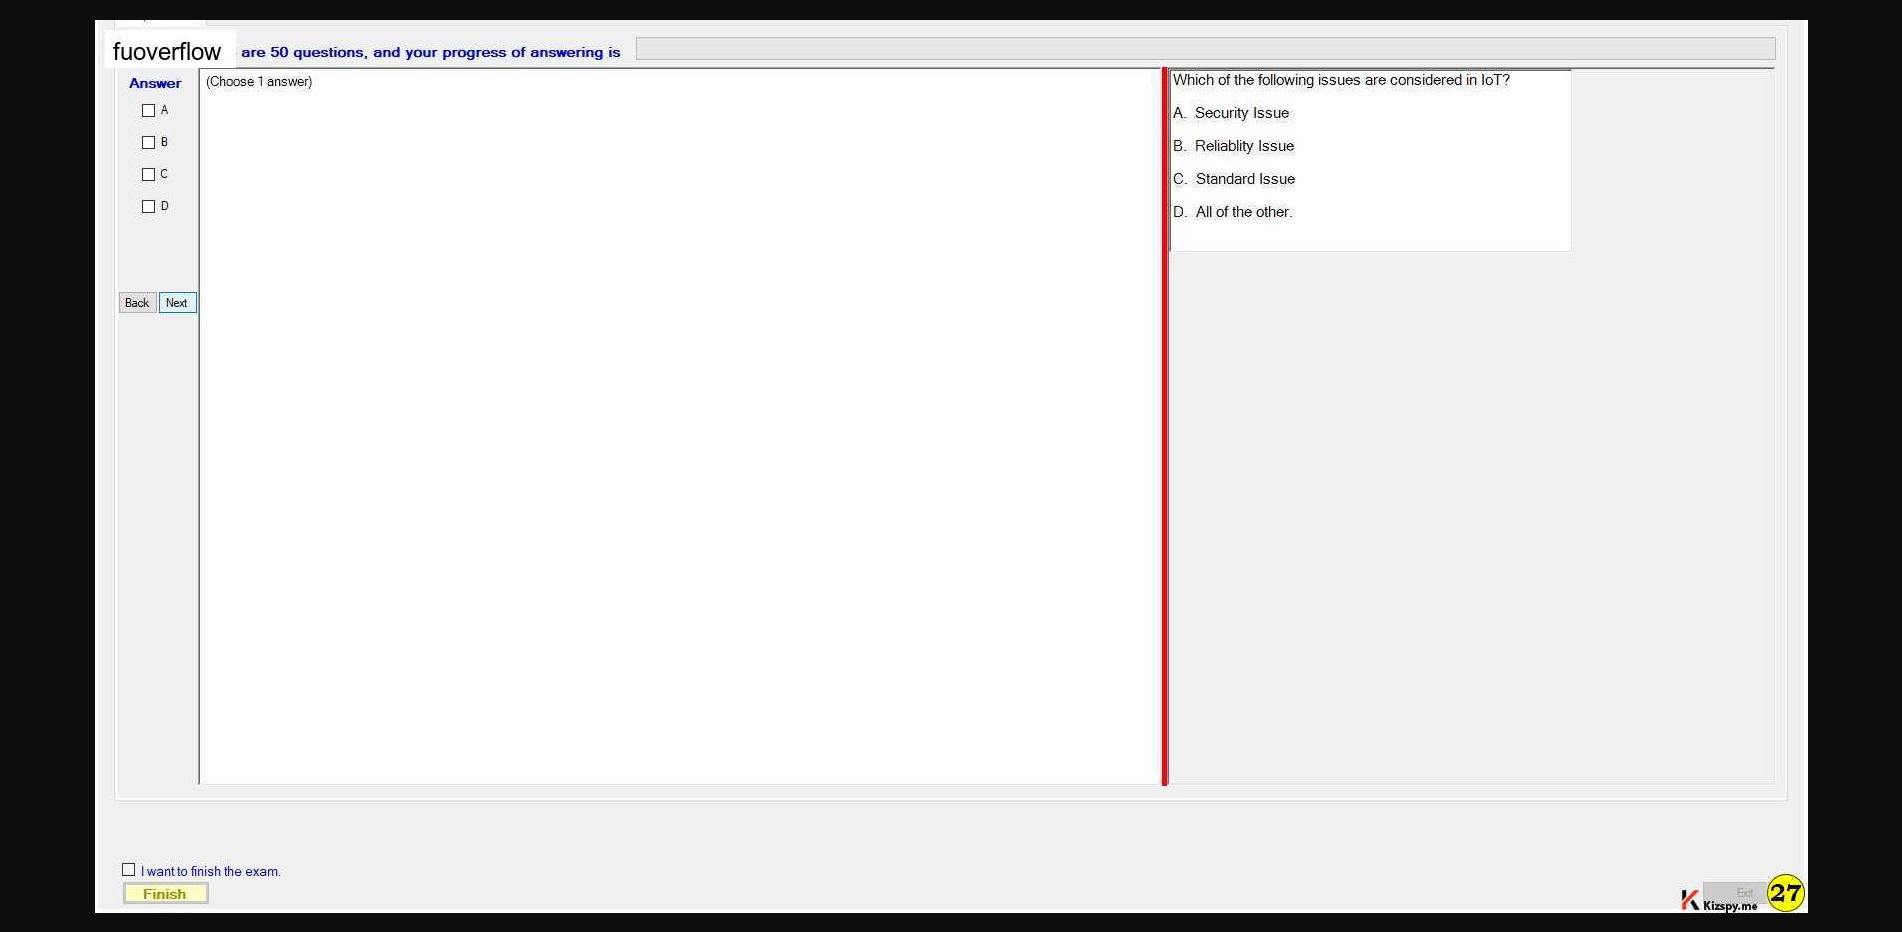 fuoverflow are 50 questions, and your progress of answering is
Answer
A
B
C
D
Back Next
(Choose 1 answer)
Which of the following issues are considered in IoT?
A. Security Issue
B. Reliablity Issue
C. Standard Issue
D. All of the other.
I want to finish the exam.
Finish
Exit
Kizspy.me
27